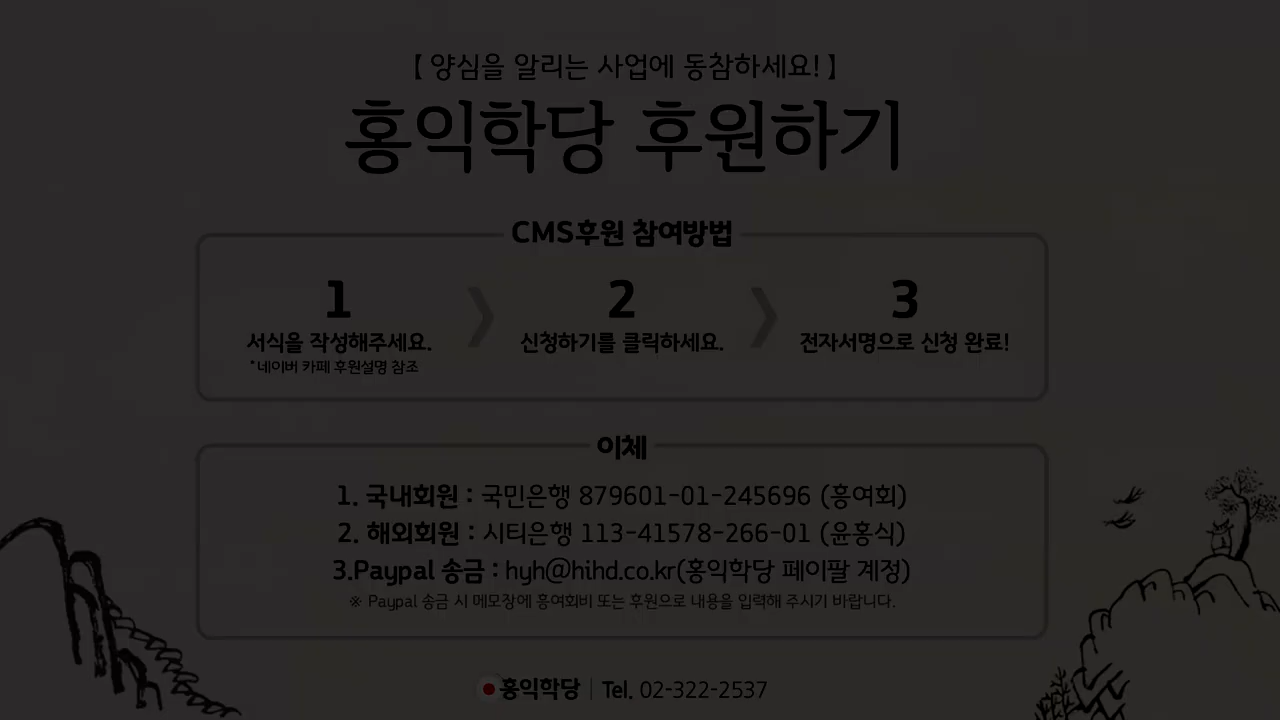 【 양심을 알리는 사업에 동참하세요! 】
홍익학당 후원하기
CMS후원 참여방법
1
서식을 작성해주세요.
*네이버 카페 후원설명 참조
2
신청하기를 클릭하세요.
3
전자서명으로 신청 완료!
이체
1. 국내회원 : 국민은행 879601-01-245696 (흥여회)
2. 해외회원 : 시티은행 113-41578-266-01 (윤홍식)
3.Paypal 송금 : hyh@hihd.co.kr(홍익학당 페이팔 계정)
※ Paypal 송금 시 메모장에 흥여회비 또는 후원으로 내용을 입력해 주시기 바랍니다.
홍익학당 | Tel. 02-322-2537